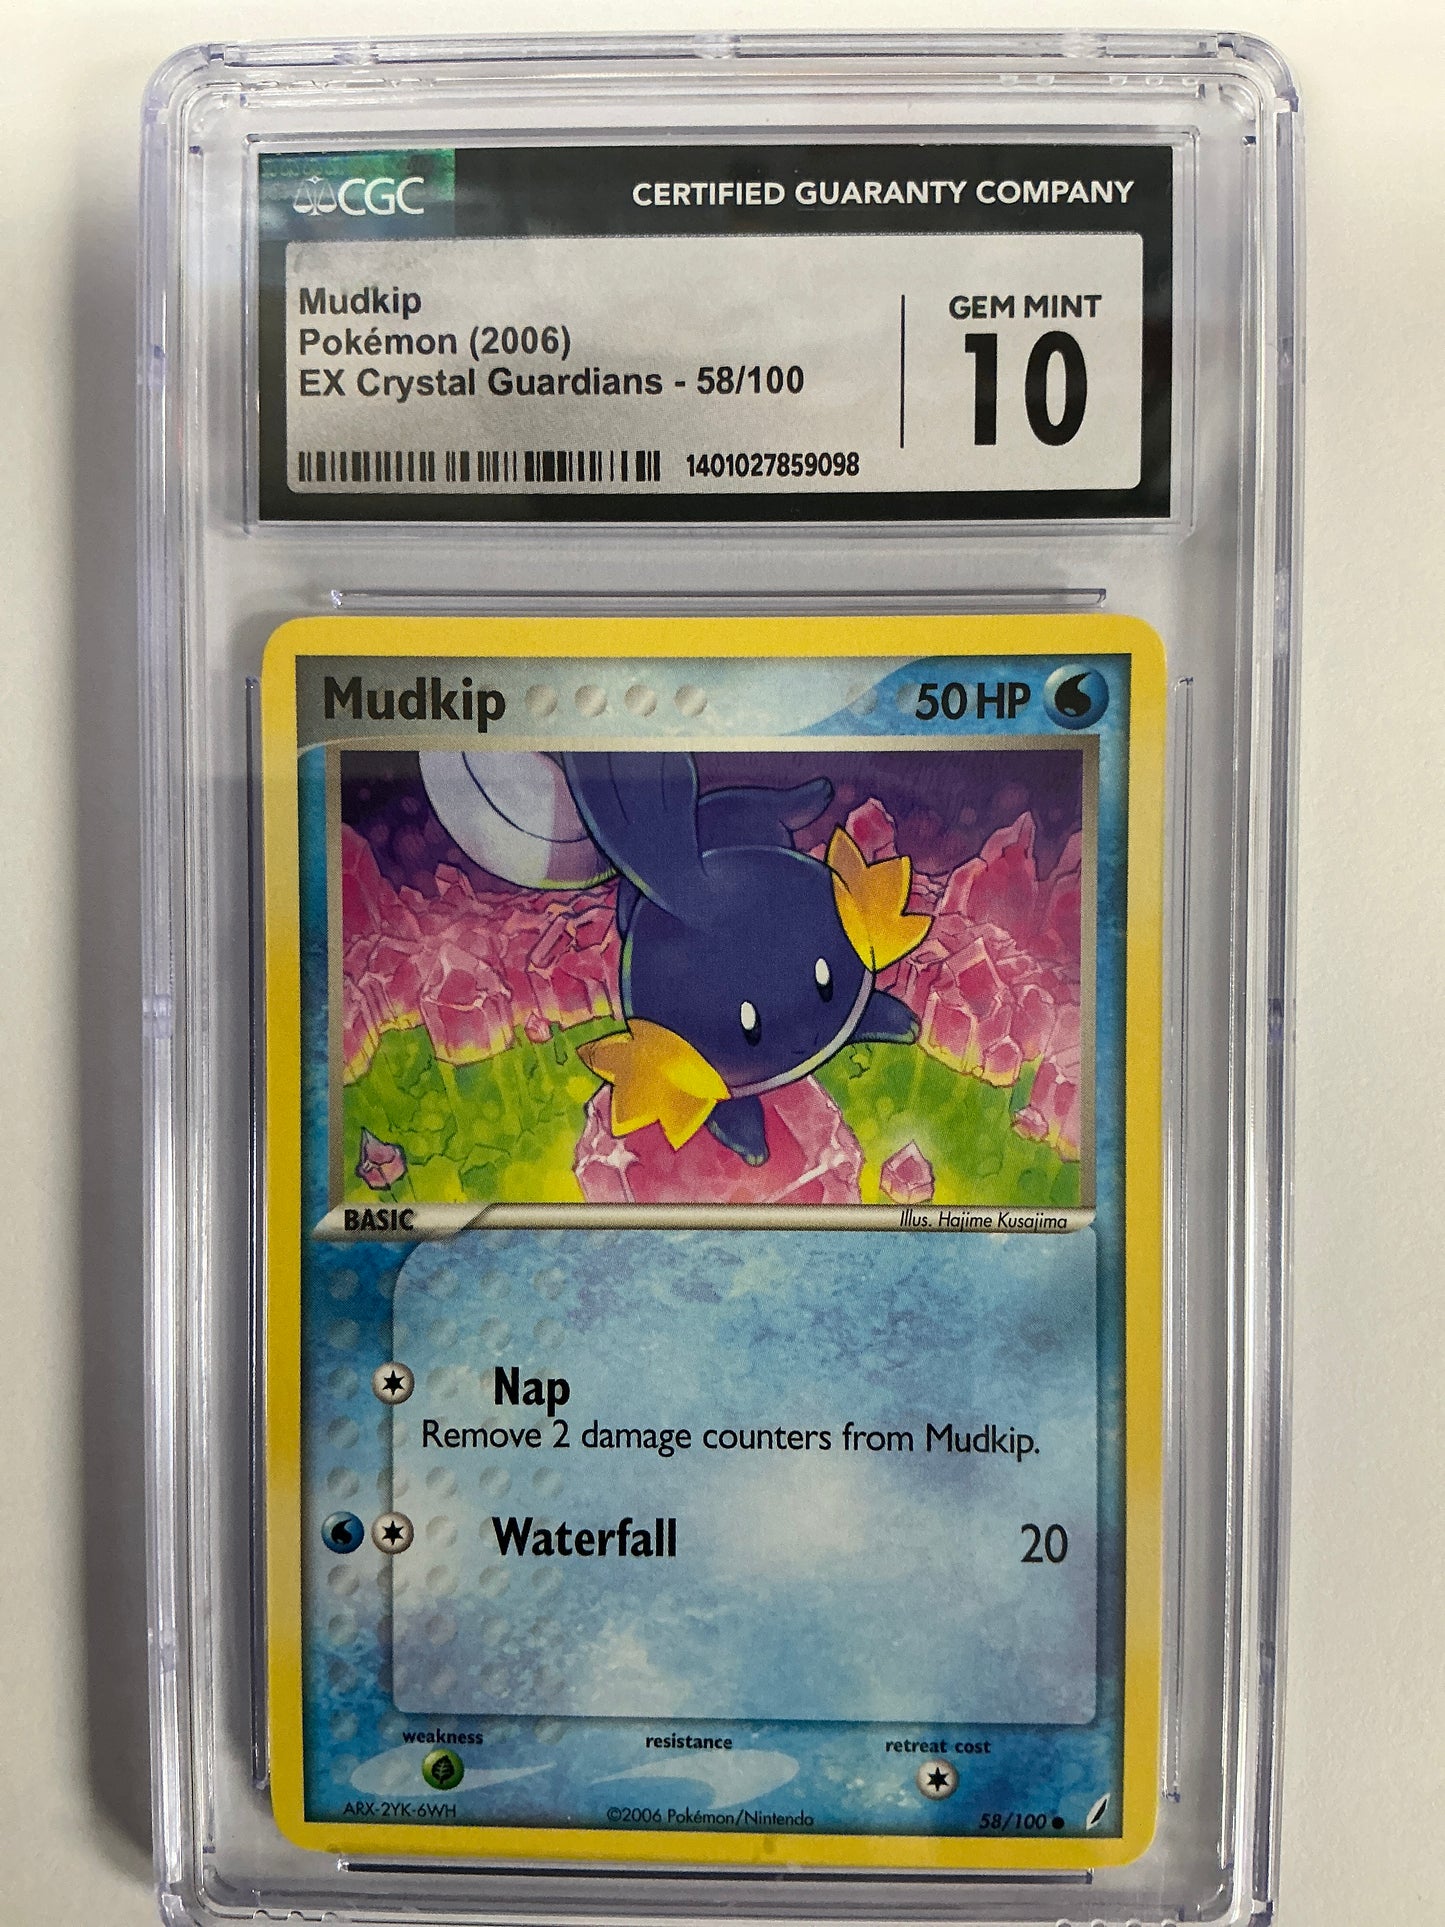 CGC
CERTIFIED GUARANTY COMPANY
Mudkip
Pokémon (2006)
EX Crystal Guardians - 58/100
1401027859098
GEM MINT
10
Mudkip
50 HP
BASIC
Illus. Hajime Kusajima
Nap
Remove 2 damage counters from Mudkip.
Waterfall 20
weakness
resistance
retreat cost
ARX-2YK-6WH
©2006 Pokémon/Nintendo
58/100